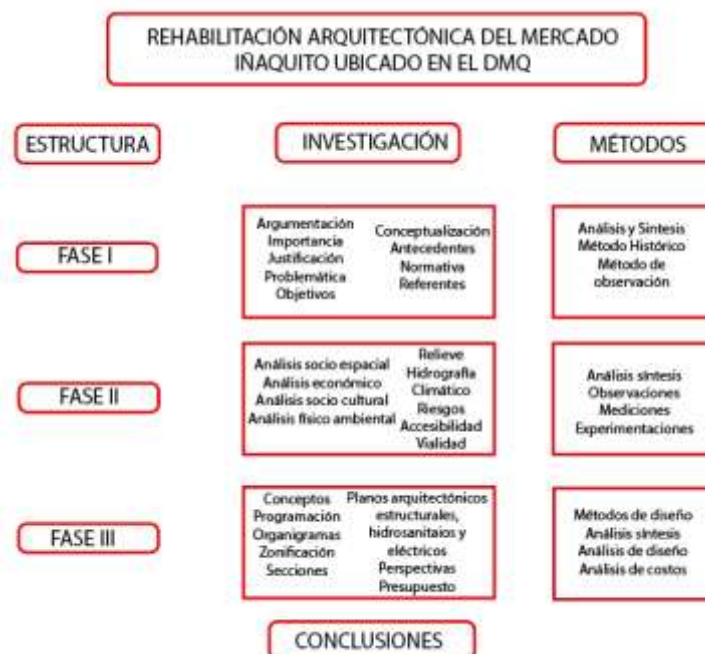 REHABILITACIÓN ARQUITECTÓNICA DEL MERCADO
IÑAQUITO UBICADO EN EL DMQ
ESTRUCTURA
INVESTIGACIÓN
MÉTODOS
FASE I
Argumentación
Importancia
Justificación
Problemática
Objetivos
Conceptualización
Antecedentes
Normativa
Referentes
Análisis y Sintesis
Método Histórico
Método de
observación
FASE II
Análisis socio espacial
Análisis económico
Análisis socio cultural
Análisis físico ambiental
Relieve
Hidrografía
Climático
Riesgos
Accesibilidad
Vialidad
Análisis síntesis
Observaciones
Mediciones
Experimentaciones
FASE III
Conceptos
Programación
Organigramas
Zonificación
Secciones
Planos arquitectónicos
estructurales,
hidrosanitaios y
eléctricos
Perspectivas
Presupuesto
Métodos de diseño
Análisis síntesis
Análisis de diseño
Análisis de costos
CONCLUSIONES